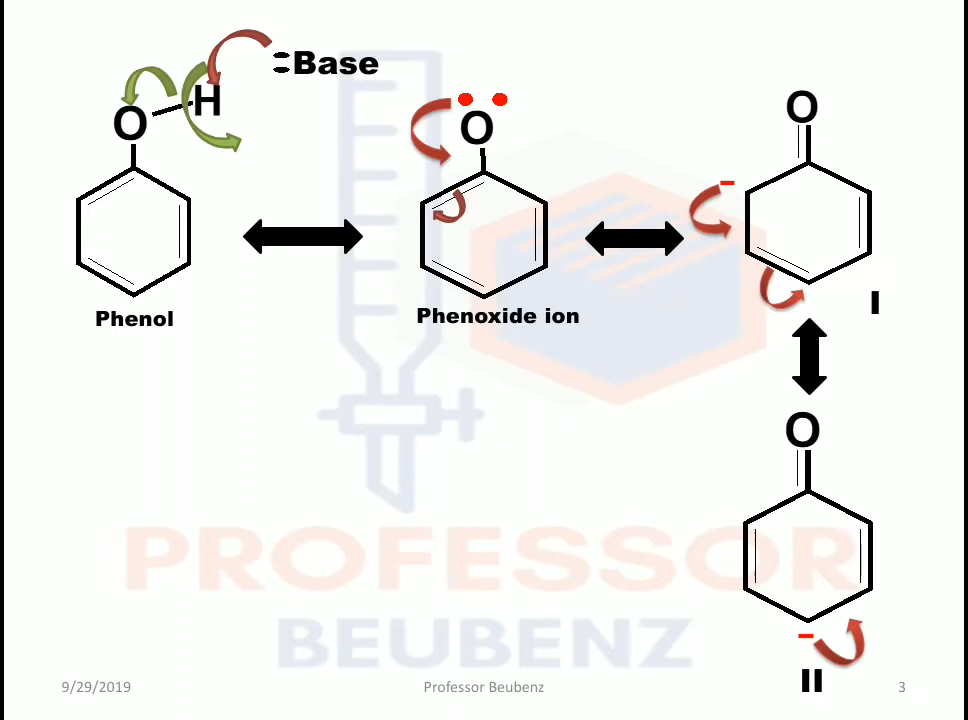 :Base
H
O
Phenol
O
Phenoxide ion
O
–
I
O
–
II
PROFESSOR
BEUBENZ
9/29/2019
Professor Beubenz
3